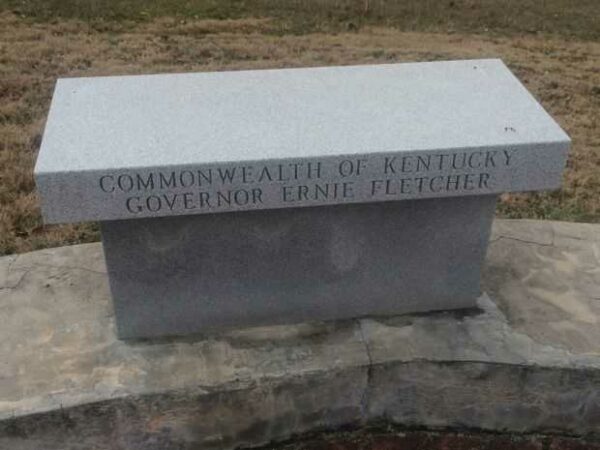 COMMONWEALTH OF KENTUCKY
GOVERNOR ERNIE FLETCHER